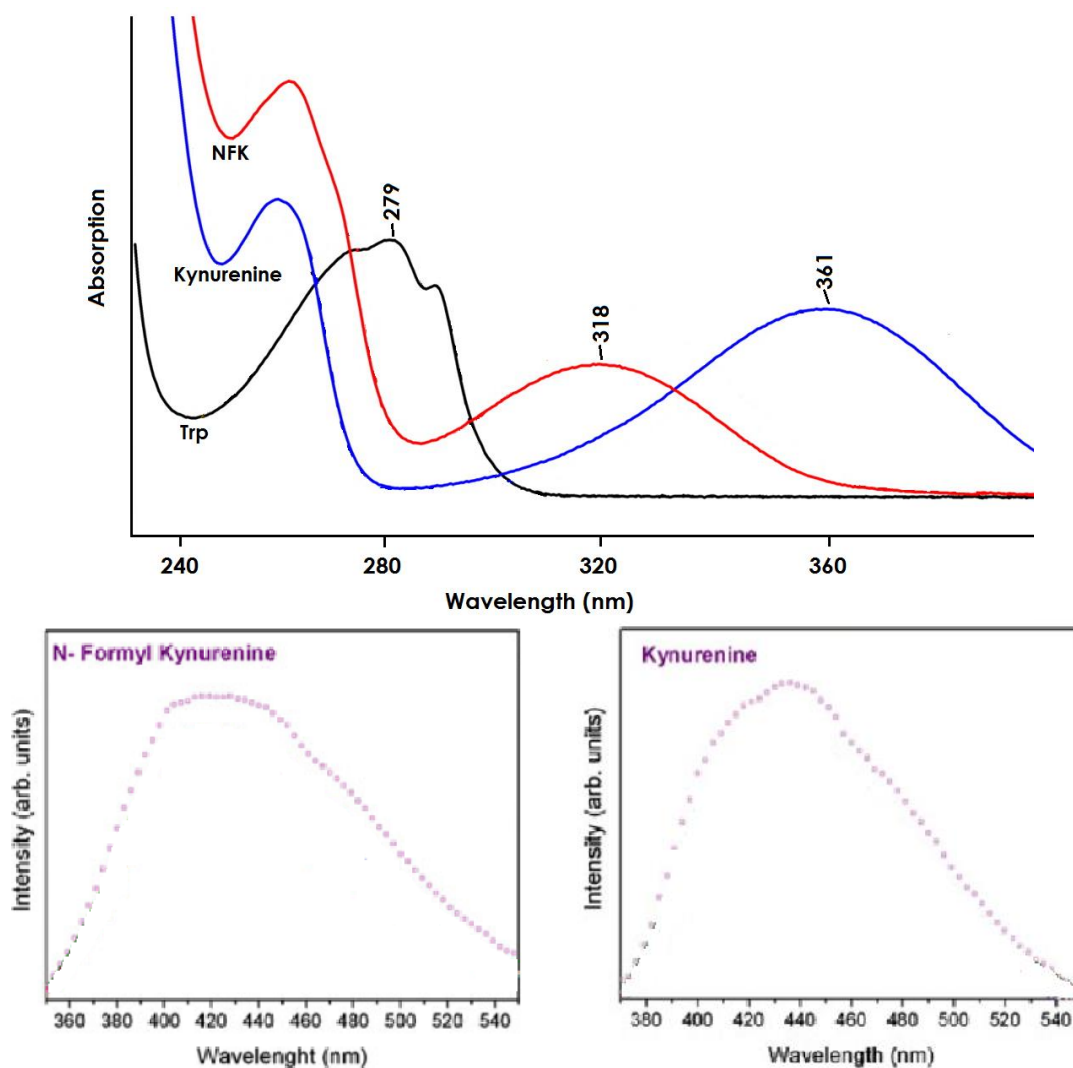 NFK
279
Kynurenine
361
318
Trp
Absorption
240 280 320 360
Wavelength (nm)
N- Formyl Kynurenine
Intensity (arb. units)
360 380 400 420 440 460 480 500 520 540
Wavelenght (nm)
Kynurenine
Intensity (arb. units)
380 400 420 440 460 480 500 520 540
Wavelength (nm)